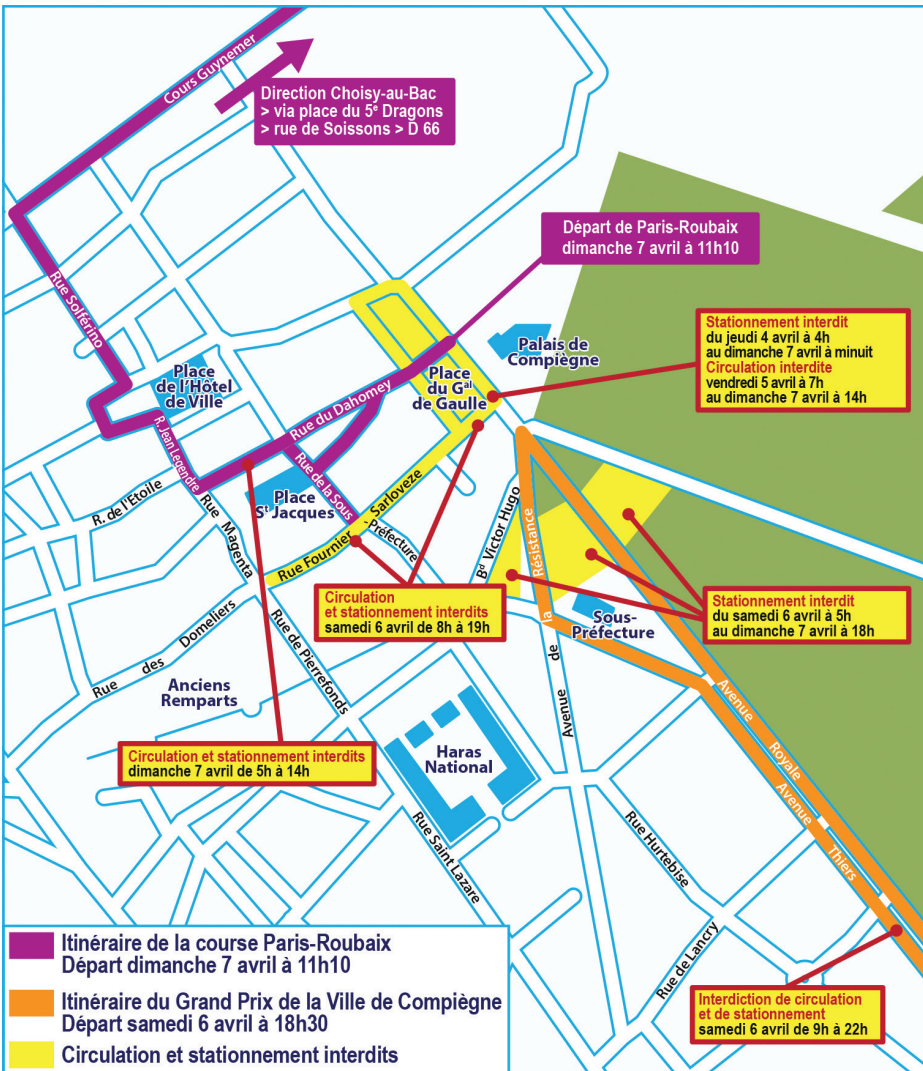 Cours Guynemer
Direction Choisy-au-Bac
> via place du 5e Dragons
> rue de Soissons > D 66
Départ de Paris-Roubaix
dimanche 7 avril à 11h10
Rue Solférino
Place
de l'Hôtel
de Ville
Palais de
Compiègne
Stationnement interdit
du jeudi 4 avril à 4h
au dimanche 7 avril à minuit
Circulation interdite
vendredi 5 avril à 7h
au dimanche 7 avril à 14h
Place
du Gal
de Gaulle
Rue du Dahomey
R. Jean Legendre
Rue de la Sous
-Préfecture
R. de l'Etoile
Rue Magenta
Place
St Jacques
Rue Fournier
Sarloveze
Bd Victor Hugo
Avenue de la Résistance
Circulation
et stationnement interdits
samedi 6 avril de 8h à 19h
Sous-
Préfecture
Stationnement interdit
du samedi 6 avril à 5h
au dimanche 7 avril à 18h
Rue des Domeliers
Rue de Pierrefonds
Anciens
Remparts
Avenue Royale
Avenue Thiers
Circulation et stationnement interdits
dimanche 7 avril de 5h à 14h
Haras
National
Rue Saint Lazare
Rue Hurtebise
Rue de Lancry
Itinéraire de la course Paris-Roubaix
Départ dimanche 7 avril à 11h10
Itinéraire du Grand Prix de la Ville de Compiègne
Départ samedi 6 avril à 18h30
Circulation et stationnement interdits
Interdiction de circulation
et de stationnement
samedi 6 avril de 9h à 22h